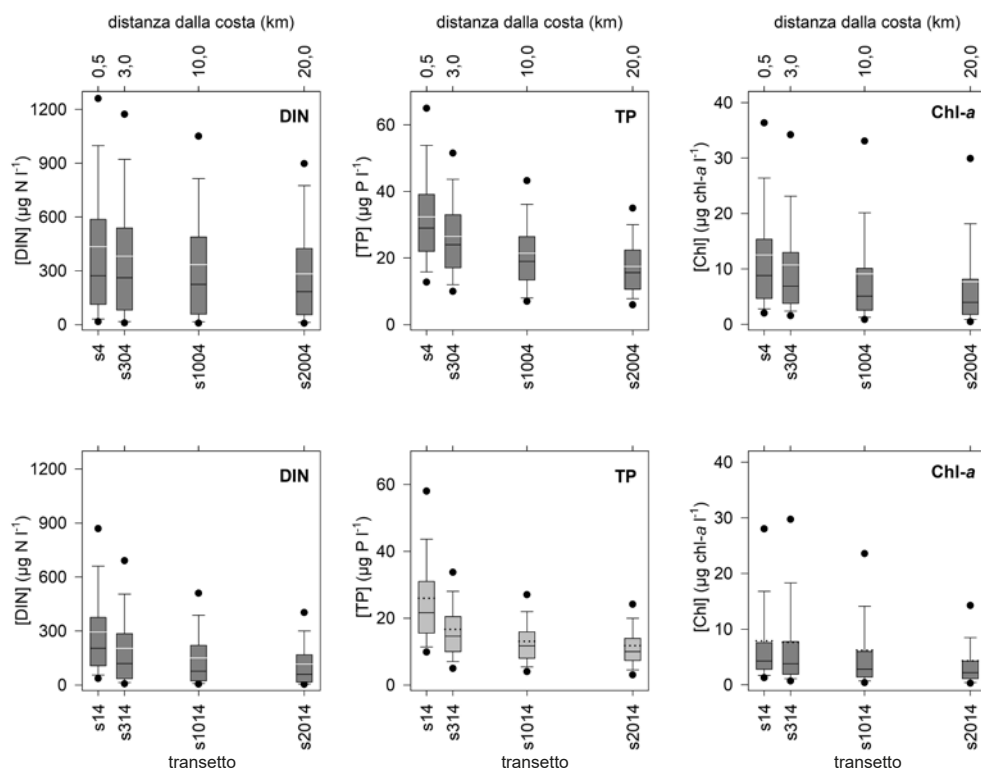 distanza dalla costa (km)
distanza dalla costa (km)
distanza dalla costa (km)
0,5
3,0
10,0
20,0
0,5
3,0
10,0
20,0
0,5
3,0
10,0
20,0
DIN
[DIN] (µg N l⁻¹)
1200
900
600
300
0
s4
s304
s1004
s2004
TP
[TP] (µg P l⁻¹)
60
40
20
0
s4
s304
s1004
s2004
Chl-a
[Chl] (µg chl-a l⁻¹)
40
30
20
10
0
s4
s304
s1004
s2004
DIN
[DIN] (µg N l⁻¹)
1200
900
600
300
0
s14
s314
s1014
s2014
transetto
TP
[TP] (µg P l⁻¹)
60
40
20
0
s14
s314
s1014
s2014
transetto
Chl-a
[Chl] (µg chl-a l⁻¹)
40
30
20
10
0
s14
s314
s1014
s2014
transetto